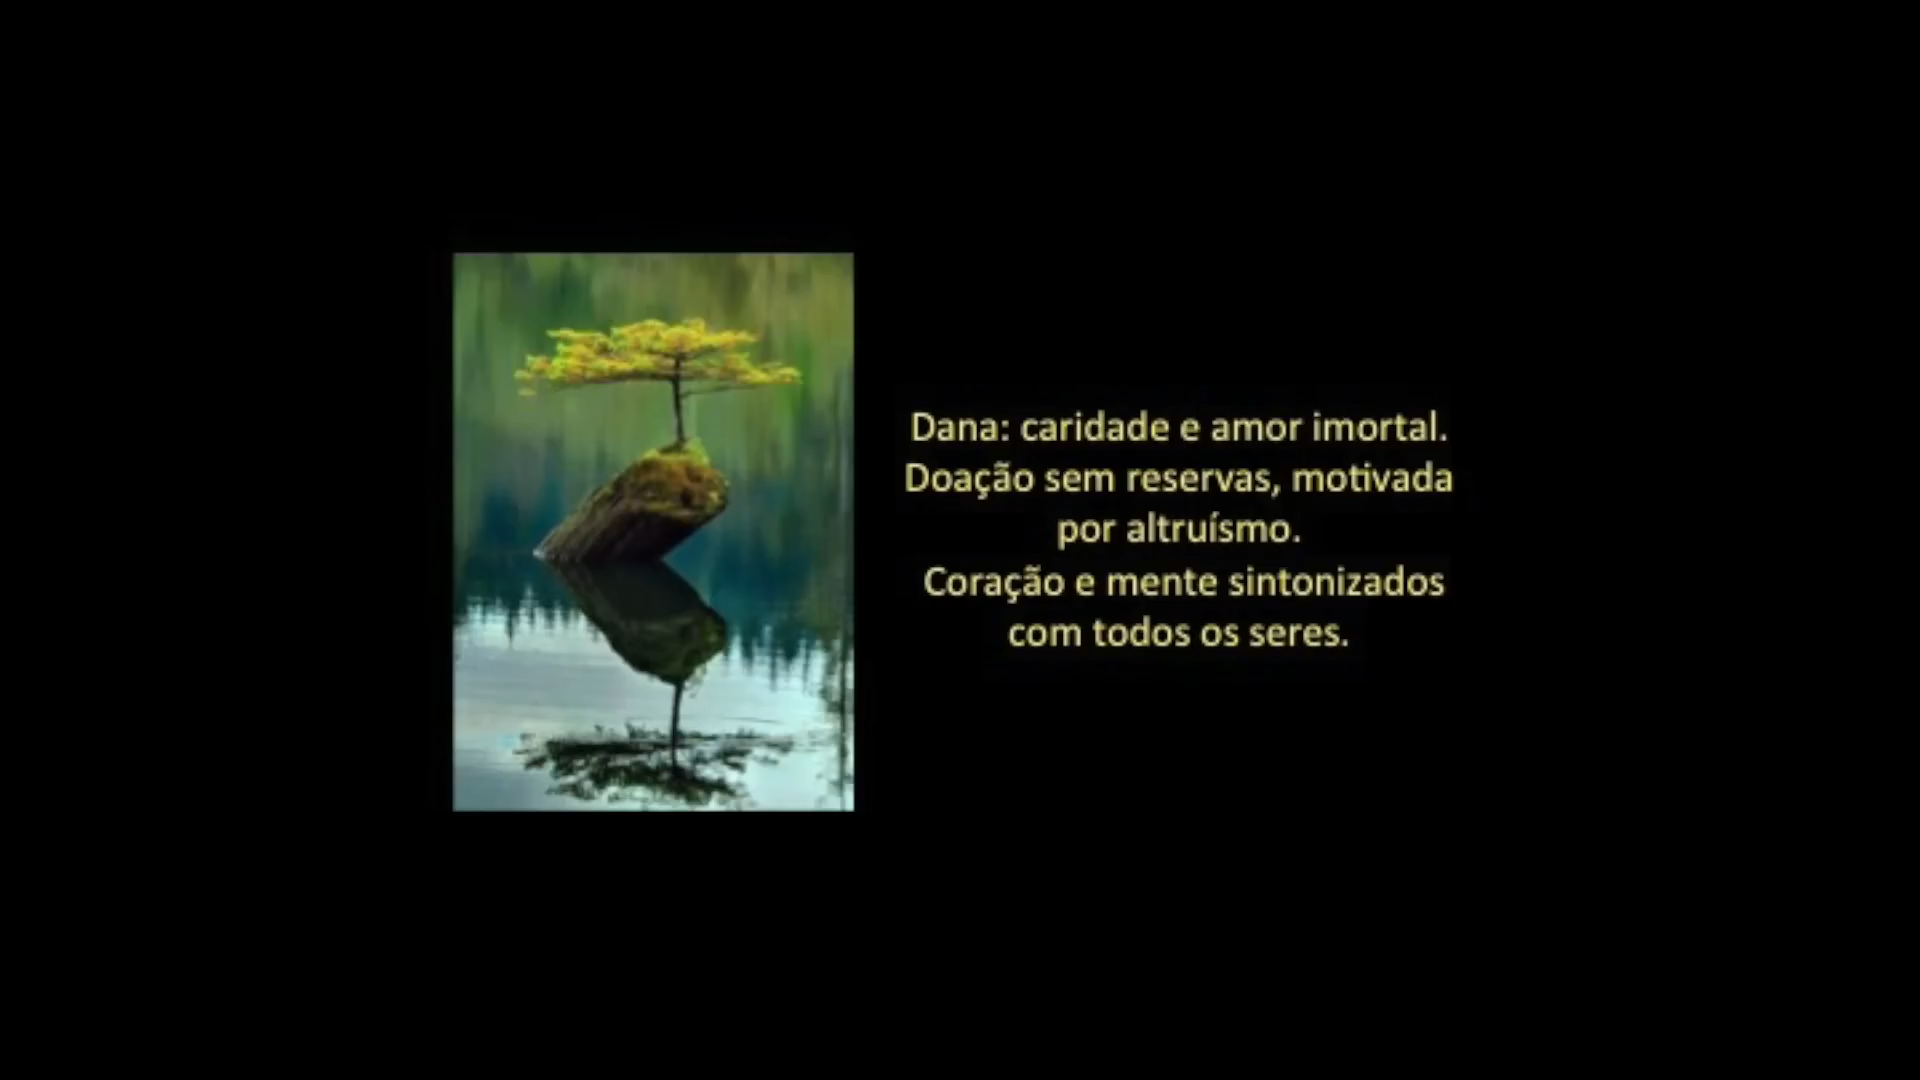 Dana: caridade e amor imortal.
Doação sem reservas, motivada
por altruísmo.
Coração e mente sintonizados
com todos os seres.